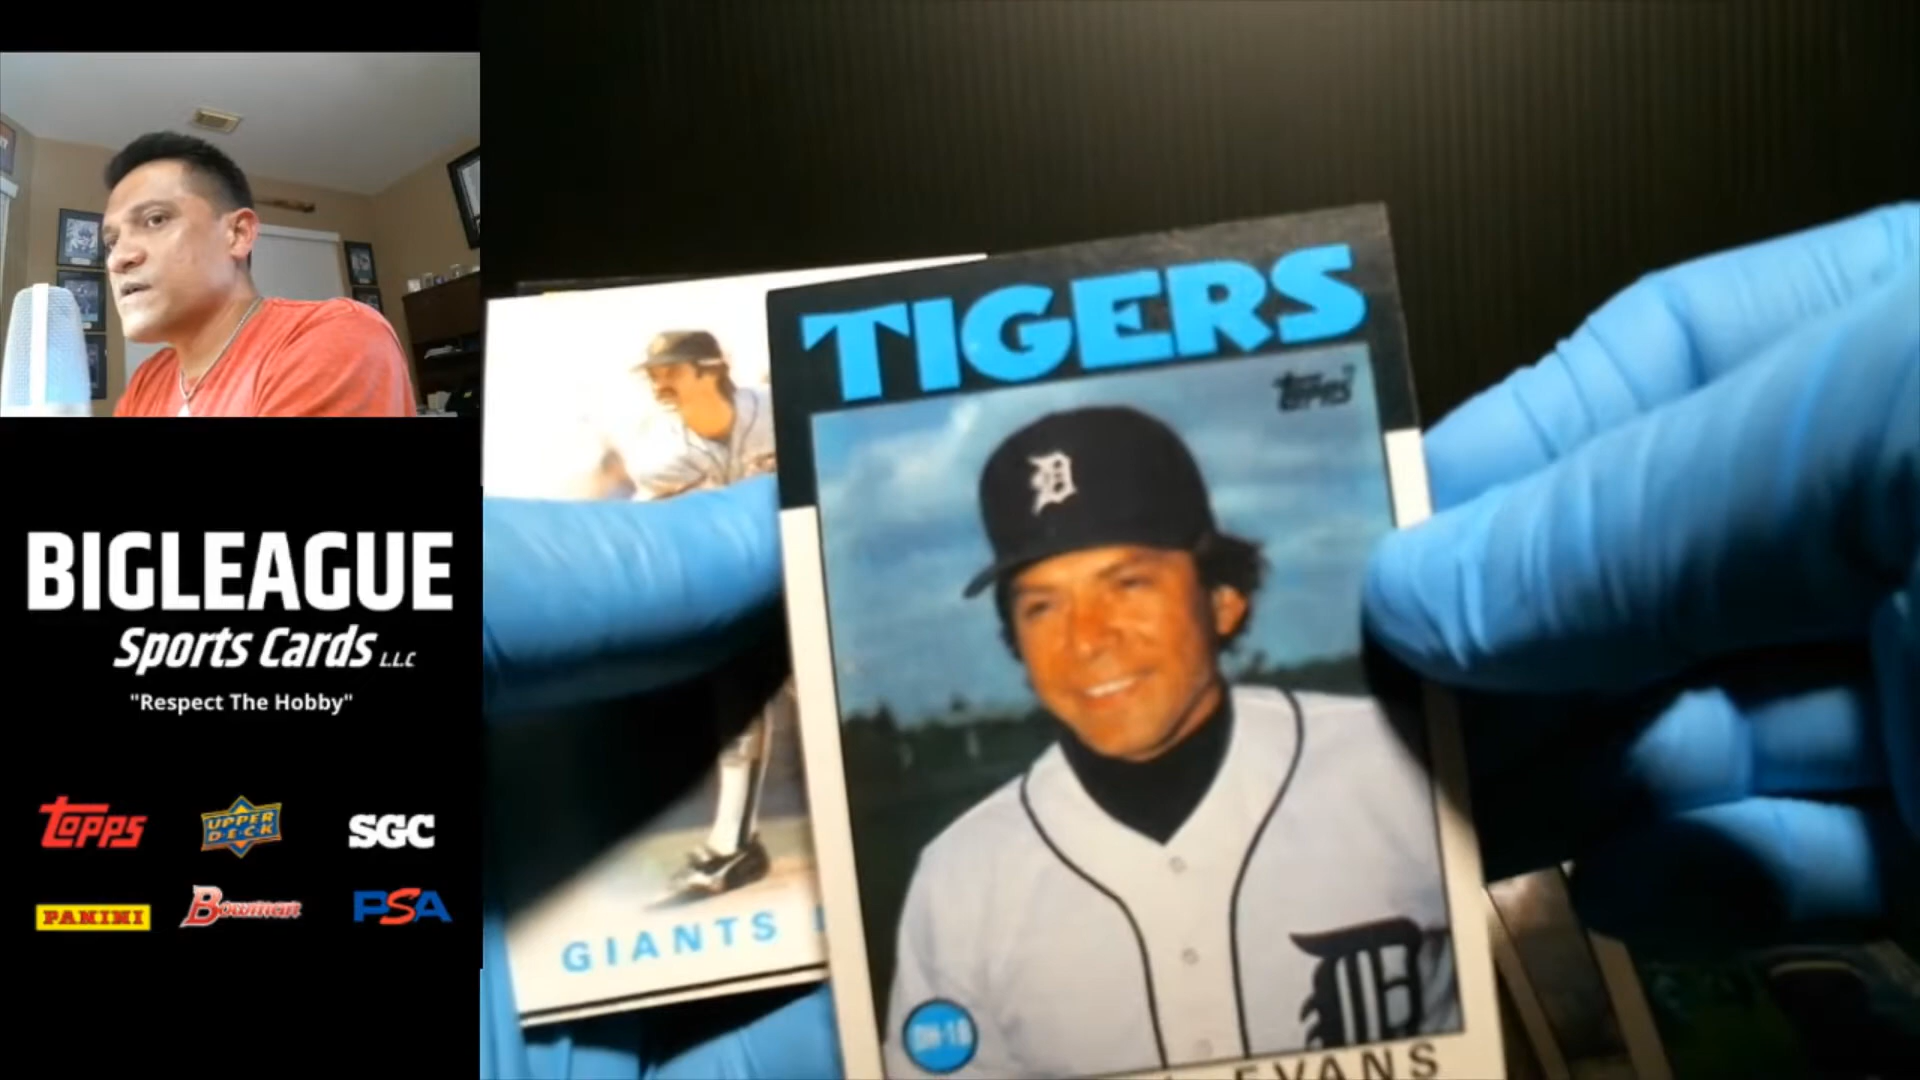 BIGLEAGUE
Sports Cards L.L.C
"Respect The Hobby"
TOPPS
UPPER
DECK
SGC
PANINI
Bowman
PSA
GIANTS
TIGERS
topps
DH-1B
EVANS